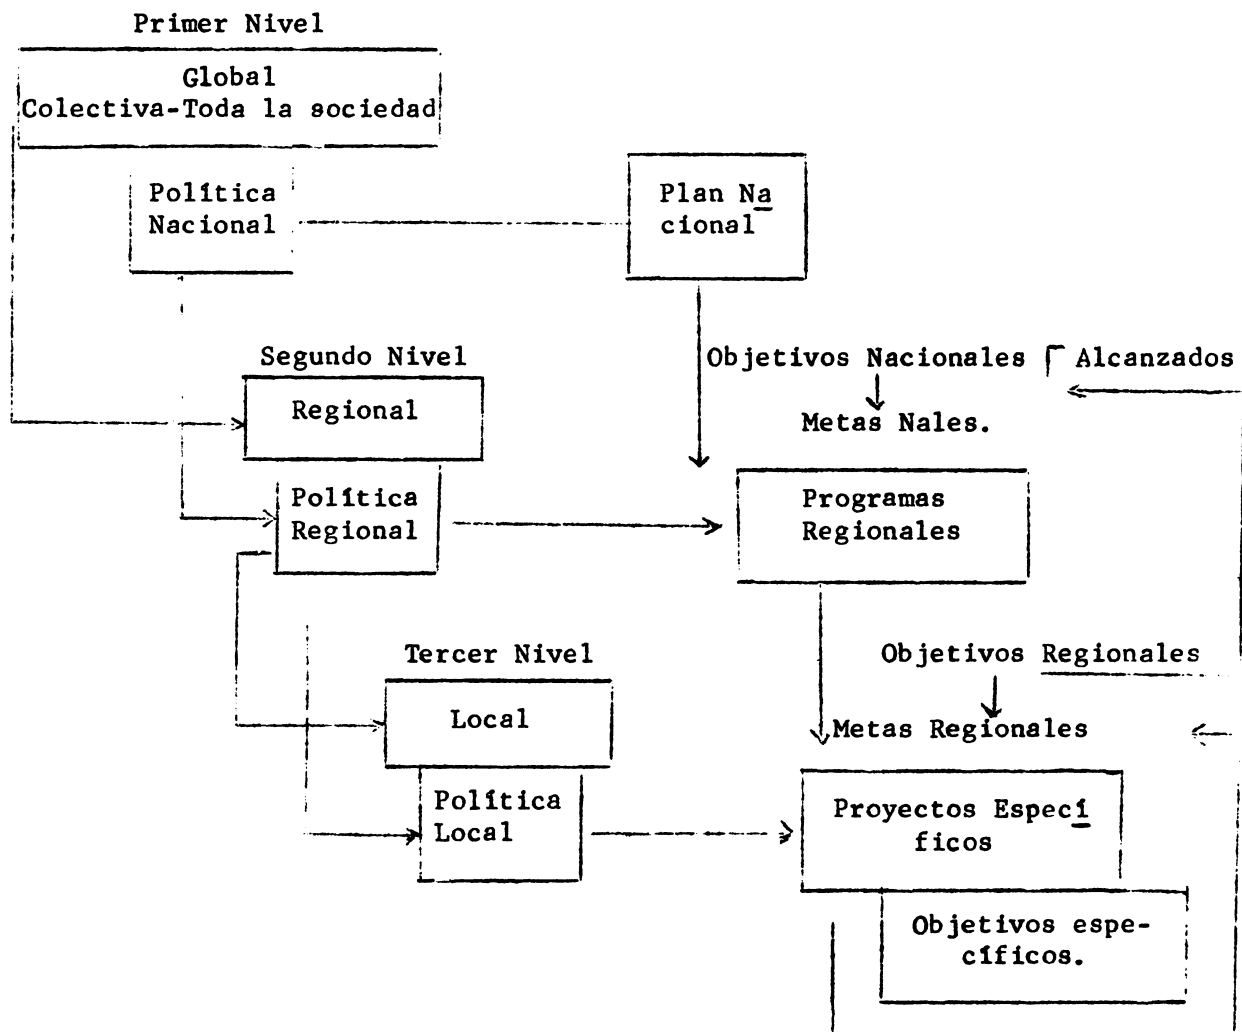 Primer Nivel
Global
Colectiva-Toda la sociedad
Política
Nacional
Plan Na
cional
Segundo Nivel
Objetivos Nacionales
Alcanzados
Regional
Metas Nales.
Política
Regional
Programas
Regionales
Tercer Nivel
Objetivos Regionales
Local
Metas Regionales
Política
Local
Proyectos Especí
ficos
Objetivos espe-
cíficos.